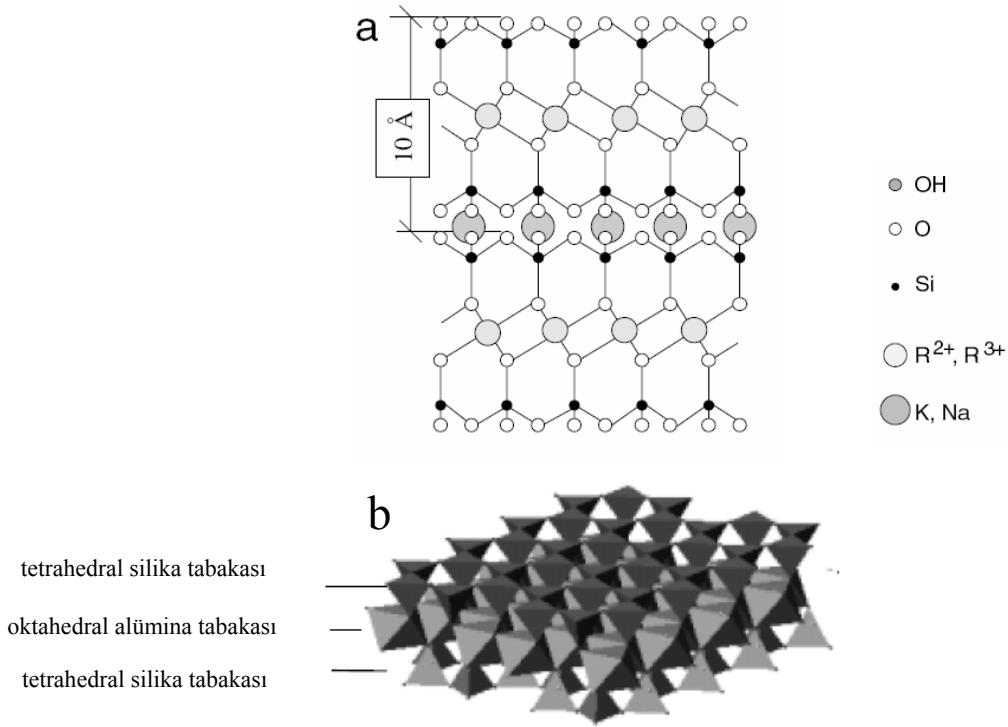 a
10 Å
OH
O
Si
R2+, R3+
K, Na
b
tetrahedral silika tabakası
oktahedral alümina tabakası
tetrahedral silika tabakası